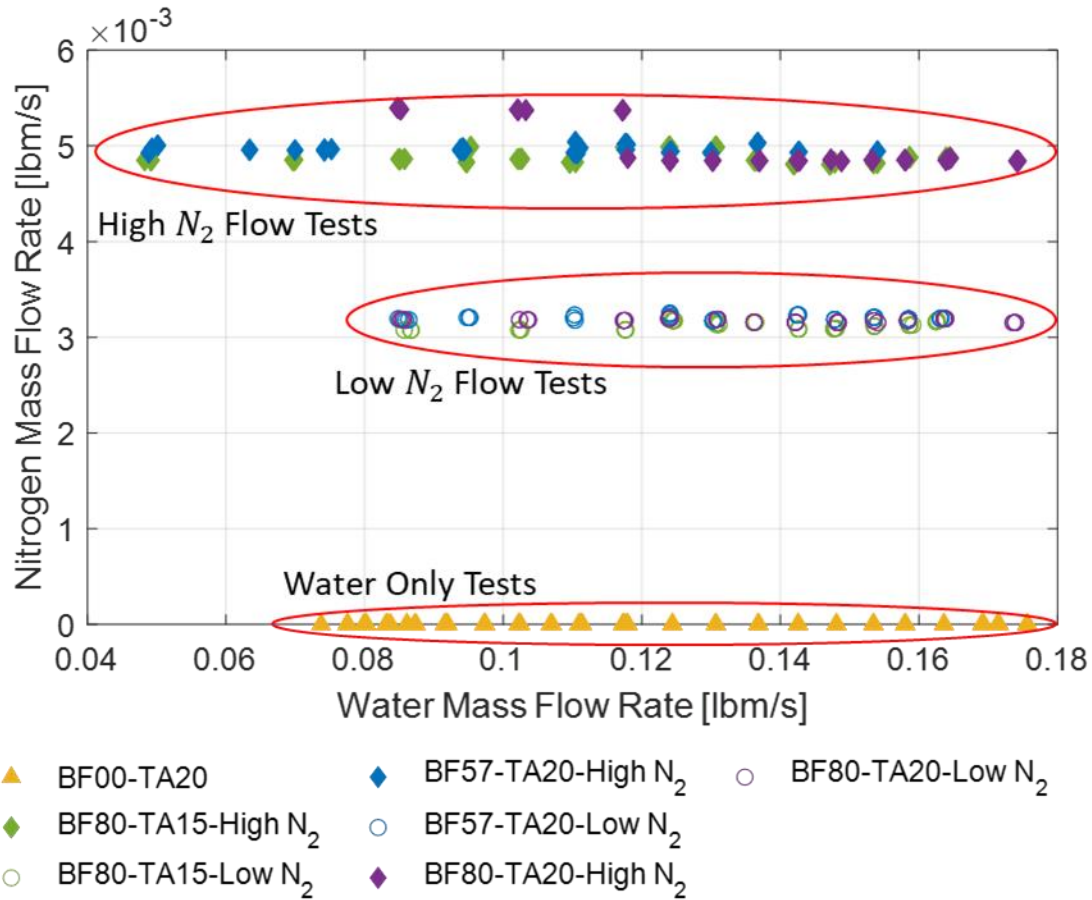 ×10⁻³
6
5
4
3
2
1
0
Nitrogen Mass Flow Rate [lbm/s]
High N₂ Flow Tests
Low N₂ Flow Tests
Water Only Tests
0.04 0.06 0.08 0.1 0.12 0.14 0.16 0.18
Water Mass Flow Rate [lbm/s]
BF00-TA20
BF80-TA15-High N₂
BF80-TA15-Low N₂
BF57-TA20-High N₂
BF57-TA20-Low N₂
BF80-TA20-High N₂
BF80-TA20-Low N₂